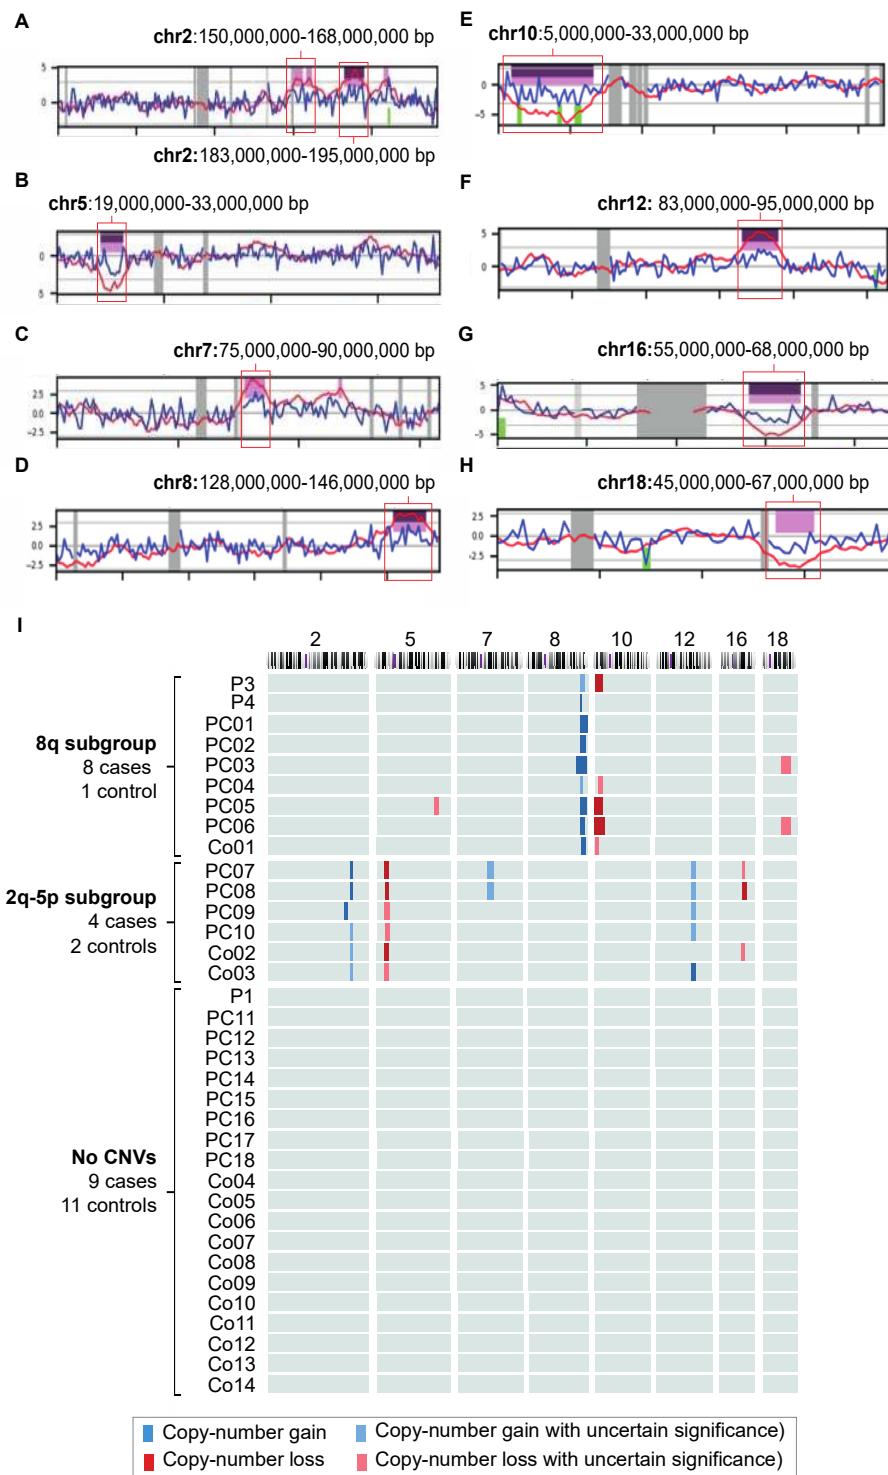 A
chr2:150,000,000-168,000,000 bp
5
0
chr2:183,000,000-195,000,000 bp
B
chr5:19,000,000-33,000,000 bp
0
5
C
chr7:75,000,000-90,000,000 bp
2.5
0.0
-2.5
D
chr8:128,000,000-146,000,000 bp
2.5
0.0
-2.5
E
chr10:5,000,000-33,000,000 bp
0
-5
F
chr12: 83,000,000-95,000,000 bp
5
0
G
chr16:55,000,000-68,000,000 bp
5
0
-5
H
chr18:45,000,000-67,000,000 bp
2.5
0.0
-2.5
I
2 5 7 8 10 12 16 18
8q subgroup
8 cases
1 control
P3
P4
PC01
PC02
PC03
PC04
PC05
PC06
Co01
2q-5p subgroup
4 cases
2 controls
PC07
PC08
PC09
PC10
Co02
Co03
No CNVs
9 cases
11 controls
P1
PC11
PC12
PC13
PC14
PC15
PC16
PC17
PC18
Co04
Co05
Co06
Co07
Co08
Co09
Co10
Co11
Co12
Co13
Co14
Copy-number gain Copy-number gain with uncertain significance)
Copy-number loss Copy-number loss with uncertain significance)